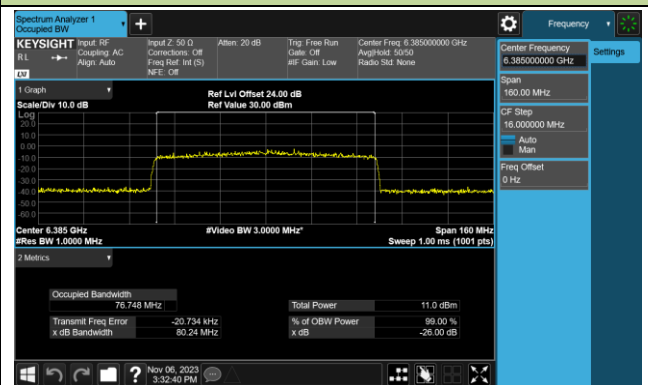 Spectrum Analyzer 1
Occupied BW
Frequency
KEYSIGHT
RL
LXI
Input: RF
Coupling: AC
Align: Auto
Input Z: 50 Ω
Corrections: Off
Freq Ref: Int (S)
NFE: Off
Atten: 20 dB
Trig: Free Run
Gate: Off
#IF Gain: Low
Center Freq: 6.385000000 GHz
Avg|Hold: 50/50
Radio Std: None
Center Frequency
6.385000000 GHz
Settings
Span
160.00 MHz
CF Step
16.000000 MHz
Auto
Man
Freq Offset
0 Hz
1 Graph
Scale/Div 10.0 dB
Ref Lvl Offset 24.00 dB
Ref Value 30.00 dBm
Log
20.0
10.0
0.00
-10.0
-20.0
-30.0
-40.0
-50.0
-60.0
Center 6.385 GHz
#Res BW 1.0000 MHz
#Video BW 3.0000 MHz*
Span 160 MHz
Sweep 1.00 ms (1001 pts)
2 Metrics
Occupied Bandwidth
76.748 MHz
Total Power 11.0 dBm
Transmit Freq Error -20.734 kHz
% of OBW Power 99.00 %
x dB Bandwidth 80.24 MHz
x dB -26.00 dB
?
Nov 06, 2023
3:32:40 PM